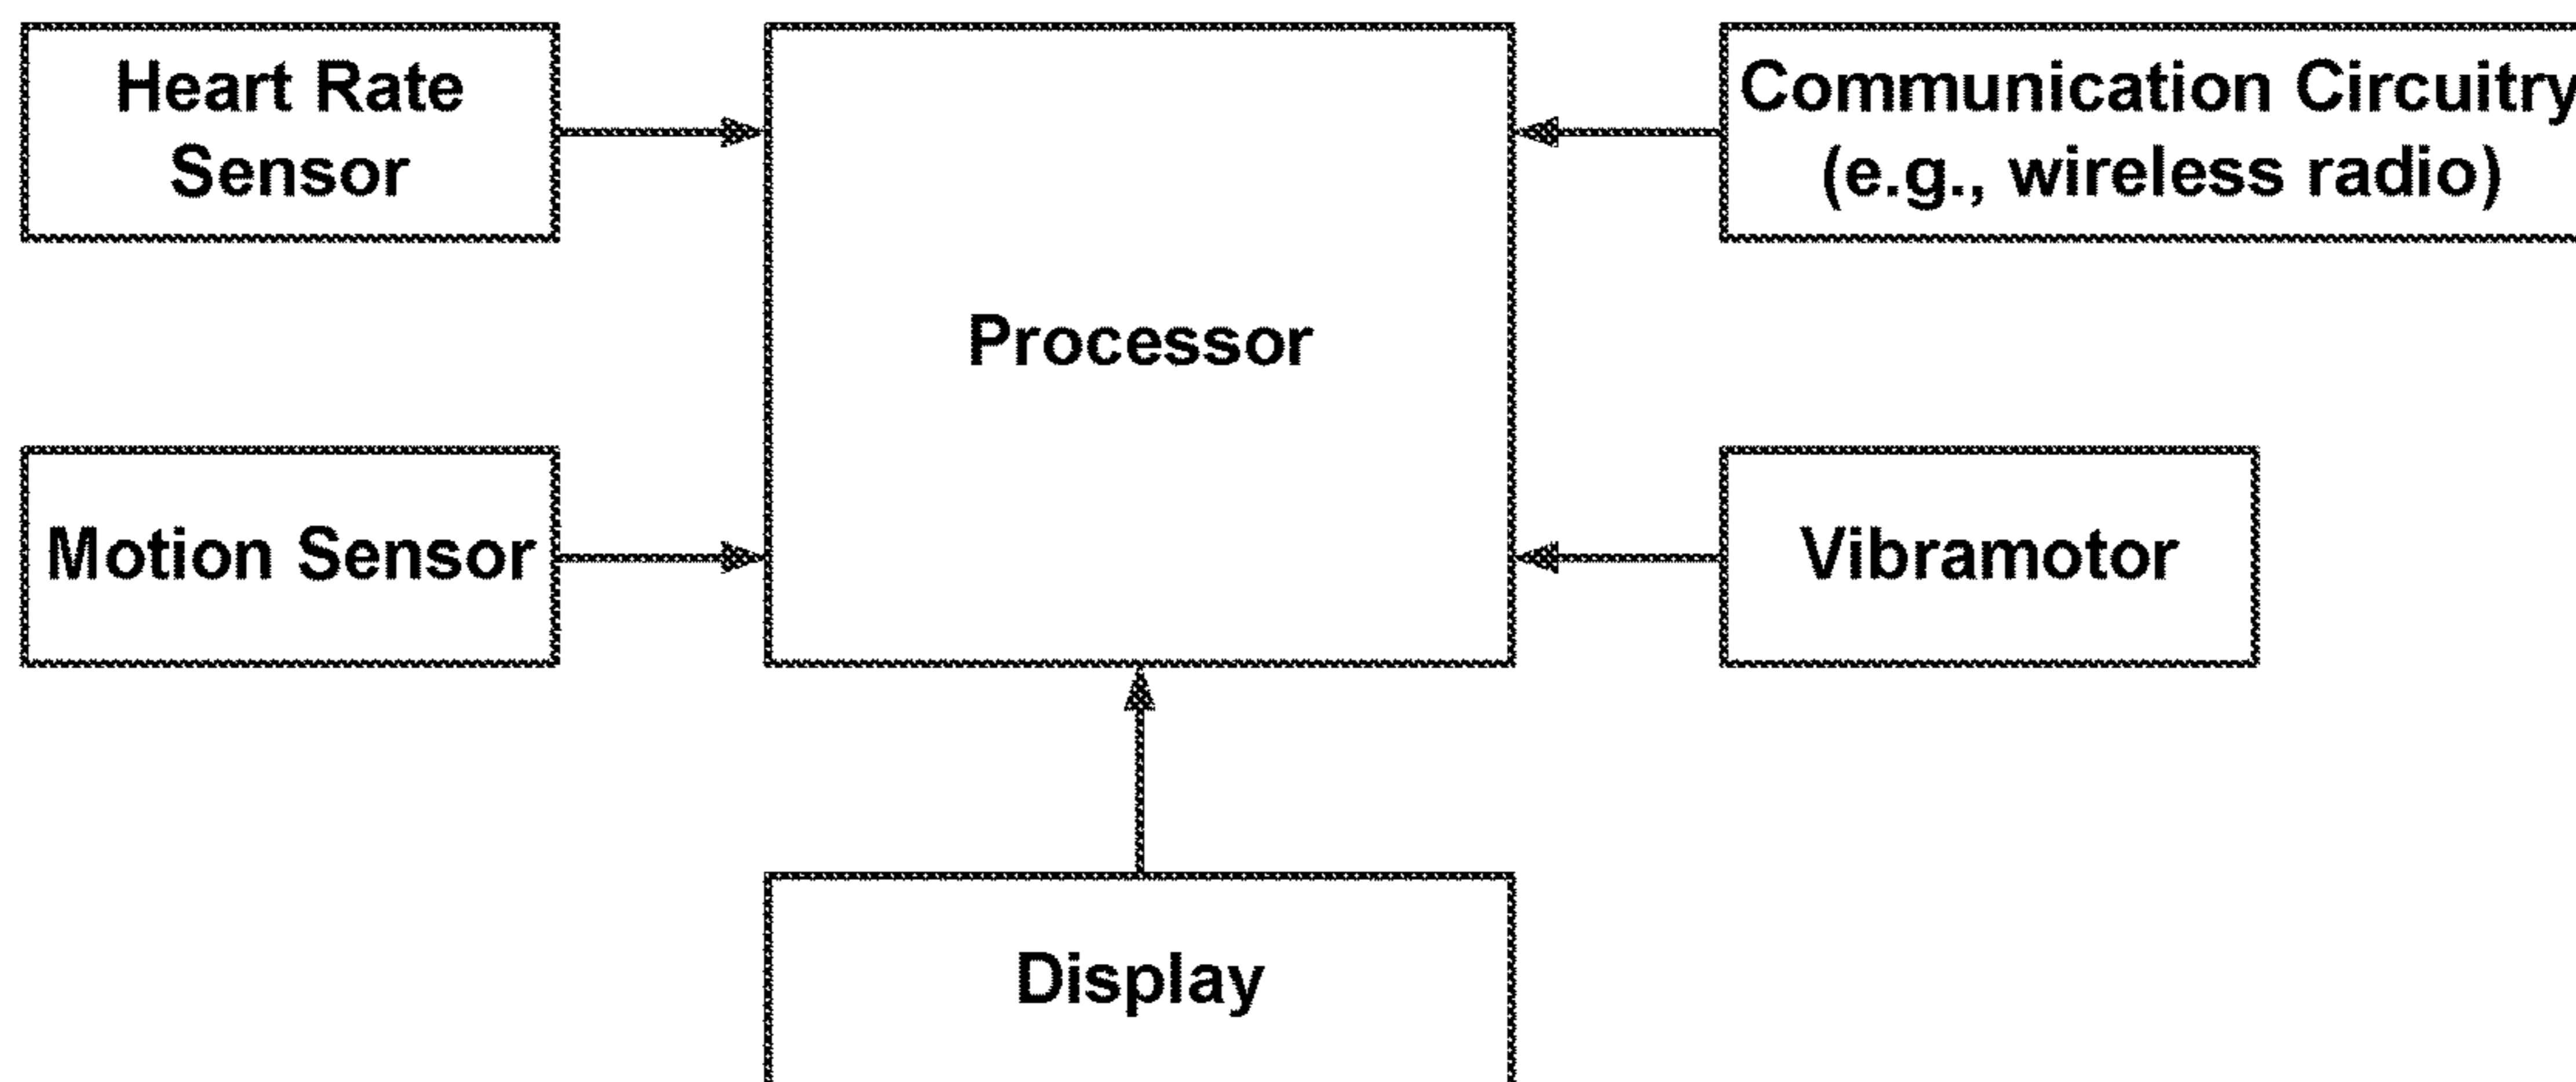 Heart Rate
Sensor
Processor
Communication Circuitry
(e.g., wireless radio)
Motion Sensor
Vibramotor
Display